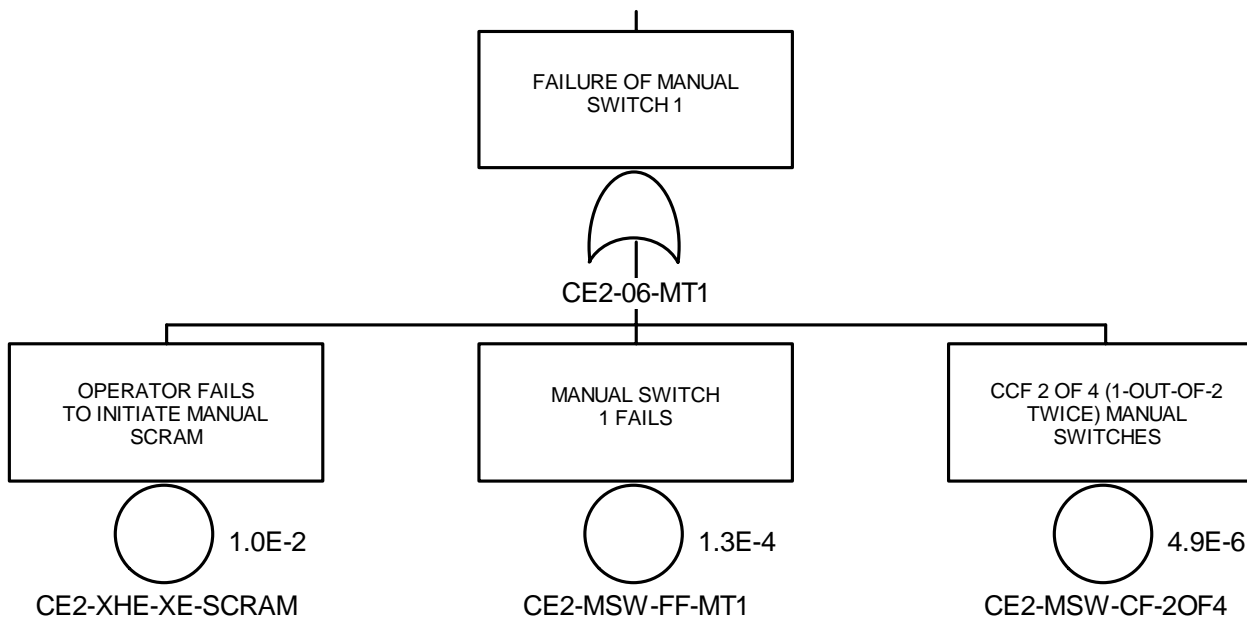 FAILURE OF MANUAL
SWITCH 1
CE2-06-MT1
OPERATOR FAILS
TO INITIATE MANUAL
SCRAM
1.0E-2
CE2-XHE-XE-SCRAM
MANUAL SWITCH
1 FAILS
1.3E-4
CE2-MSW-FF-MT1
CCF 2 OF 4 (1-OUT-OF-2
TWICE) MANUAL
SWITCHES
4.9E-6
CE2-MSW-CF-2OF4